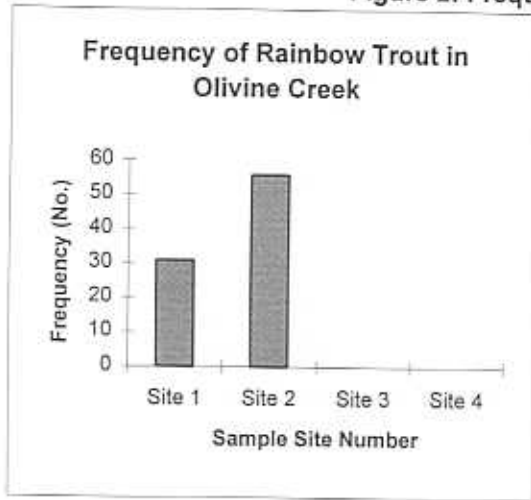 Frequency of Rainbow Trout in
Olivine Creek
60
50
40
30
20
10
0
Frequency (No.)
Site 1 Site 2 Site 3 Site 4
Sample Site Number